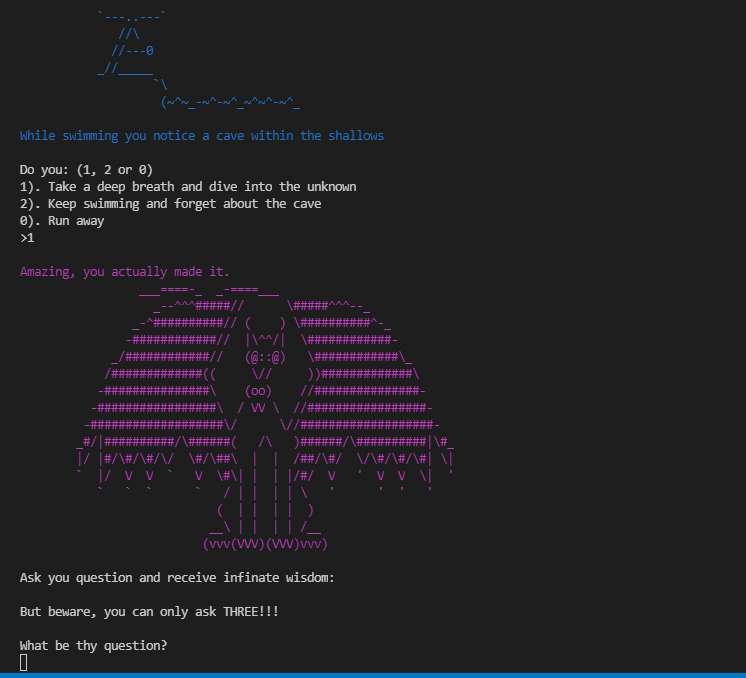 While swimming you notice a cave within the shallows
Do you: (1, 2 or 0)
1). Take a deep breath and dive into the unknown
2). Keep swimming and forget about the cave
0). Run away
>1
Amazing, you actually made it.
Ask you question and receive infinate wisdom:
But beware, you can only ask THREE!!!
What be thy question?